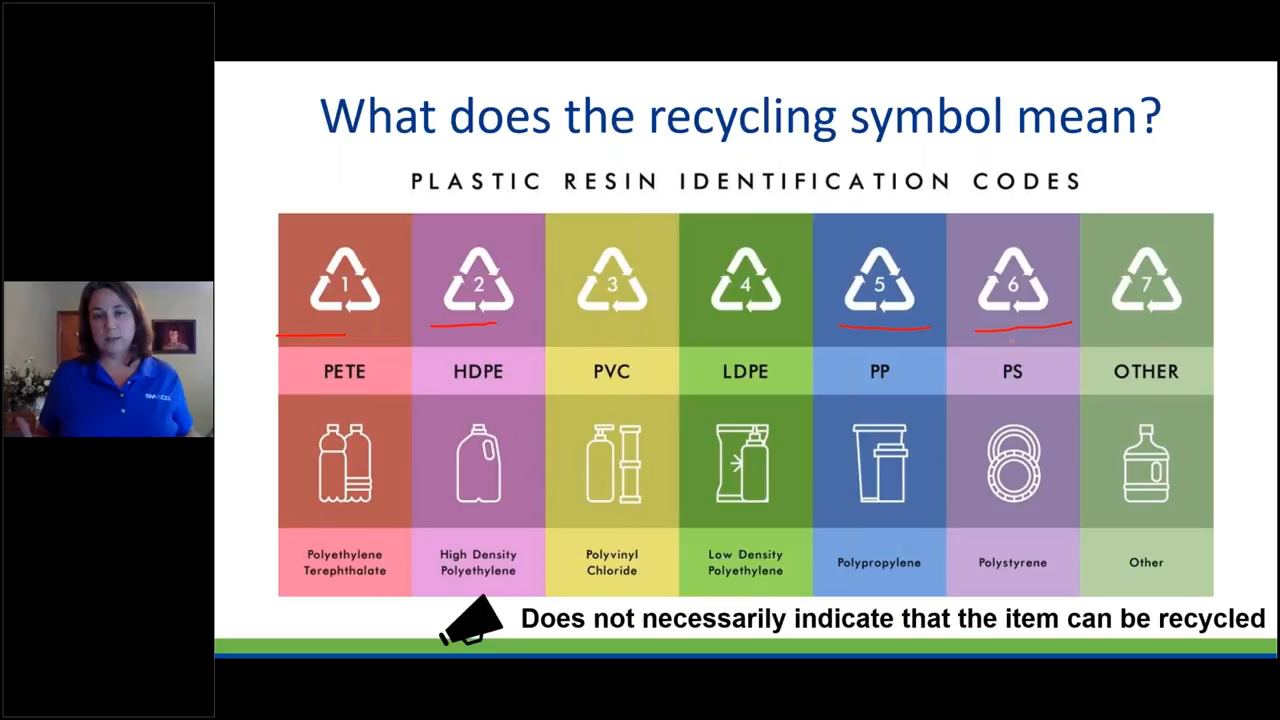 What does the recycling symbol mean?
PLASTIC RESIN IDENTIFICATION CODES
1 2 3 4 5 6 7
PETE HDPE PVC LDPE PP PS OTHER
Polyethylene Terephthalate
High Density Polyethylene
Polyvinyl Chloride
Low Density Polyethylene
Polypropylene
Polystyrene
Other
Does not necessarily indicate that the item can be recycled